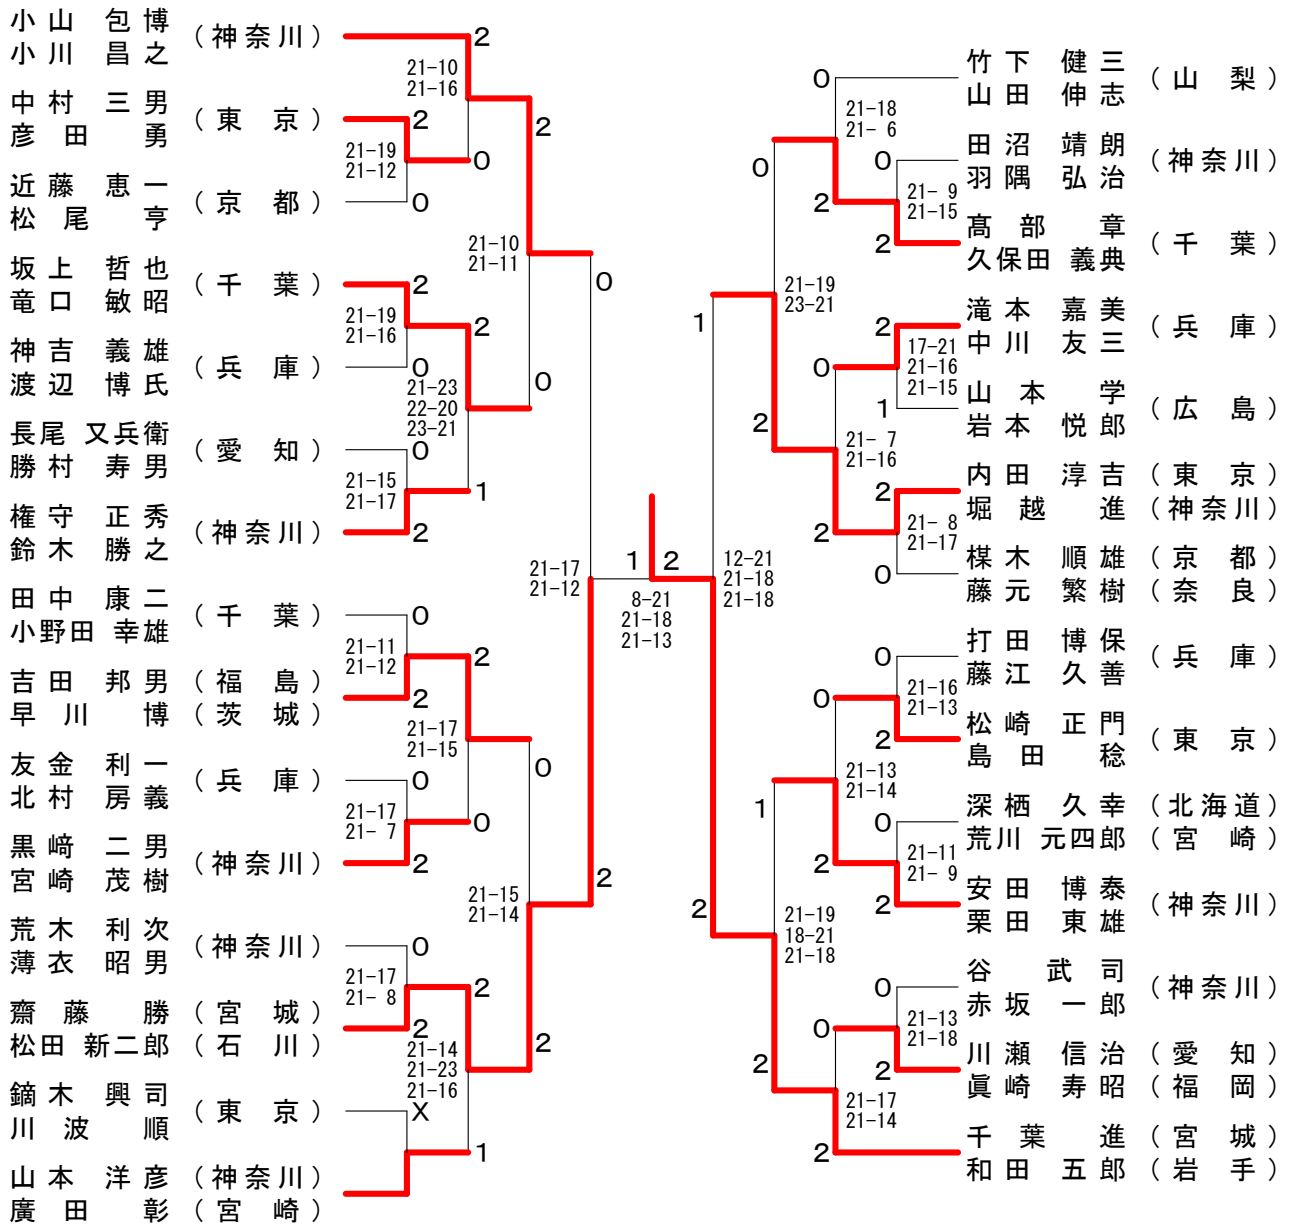 小山 包博
小川 昌之
（神奈川）
2
21-10
21-16
中村 三男
彦田 勇
（東 京）
2
21-19
21-12
0
近藤 恵一
松尾 亨
（京 都）
0
2
21-10
21-11
0
坂上 哲也
竜口 敏昭
（千 葉）
2
21-19
21-16
2
神吉 義雄
渡辺 博氏
（兵 庫）
0
21-23
22-20
23-21
0
長尾 又兵衛
勝村 寿男
（愛 知）
0
21-15
21-17
1
権守 正秀
鈴木 勝之
（神奈川）
2
21-17
21-12
田中 康二
小野田 幸雄
（千 葉）
0
21-11
21-12
2
吉田 邦男（福 島）
早川 博（茨 城）
2
21-17
21-15
0
友金 利一
北村 房義
（兵 庫）
0
21-17
21- 7
0
黒﨑 二男
宮崎 茂樹
（神奈川）
2
21-15
21-14
2
荒木 利次
薄衣 昭男
（神奈川）
0
21-17
21- 8
2
齋藤 勝（宮 城）
松田 新二郎（石 川）
2
21-14
21-23
21-16
2
鏑木 興司
川波 順
（東 京）
X
1
山本 洋彦（神奈川）
廣田 彰（宮 崎）
1 2
8-21
21-18
21-13
竹下 健三
山田 伸志
（山 梨）
0
21-18
21- 6
田沼 靖朗
羽隅 弘治
（神奈川）
0
21- 9
21-15
0
2
髙部 章
久保田 義典
（千 葉）
2
21-19
23-21
1
滝本 嘉美
中川 友三
（兵 庫）
2
17-21
21-16
21-15
0
山本 学
岩本 悦郎
（広 島）
1
21- 7
21-16
2
内田 淳吉（東 京）
堀越 進（神奈川）
2
21- 8
21-17
2
楳木 順雄（京 都）
藤元 繁樹（奈 良）
0
12-21
21-18
21-18
打田 博保
藤江 久善
（兵 庫）
0
21-16
21-13
0
松崎 正門
島田 稔
（東 京）
2
21-13
21-14
1
深栖 久幸（北海道）
荒川 元四郎（宮 崎）
0
21-11
21- 9
2
安田 博泰
栗田 東雄
（神奈川）
2
21-19
18-21
21-18
2
谷 武司
赤坂 一郎
（神奈川）
0
21-13
21-18
0
川瀬 信治（愛 知）
眞崎 寿昭（福 岡）
2
2
21-17
21-14
千葉 進（宮 城）
和田 五郎（岩 手）
2